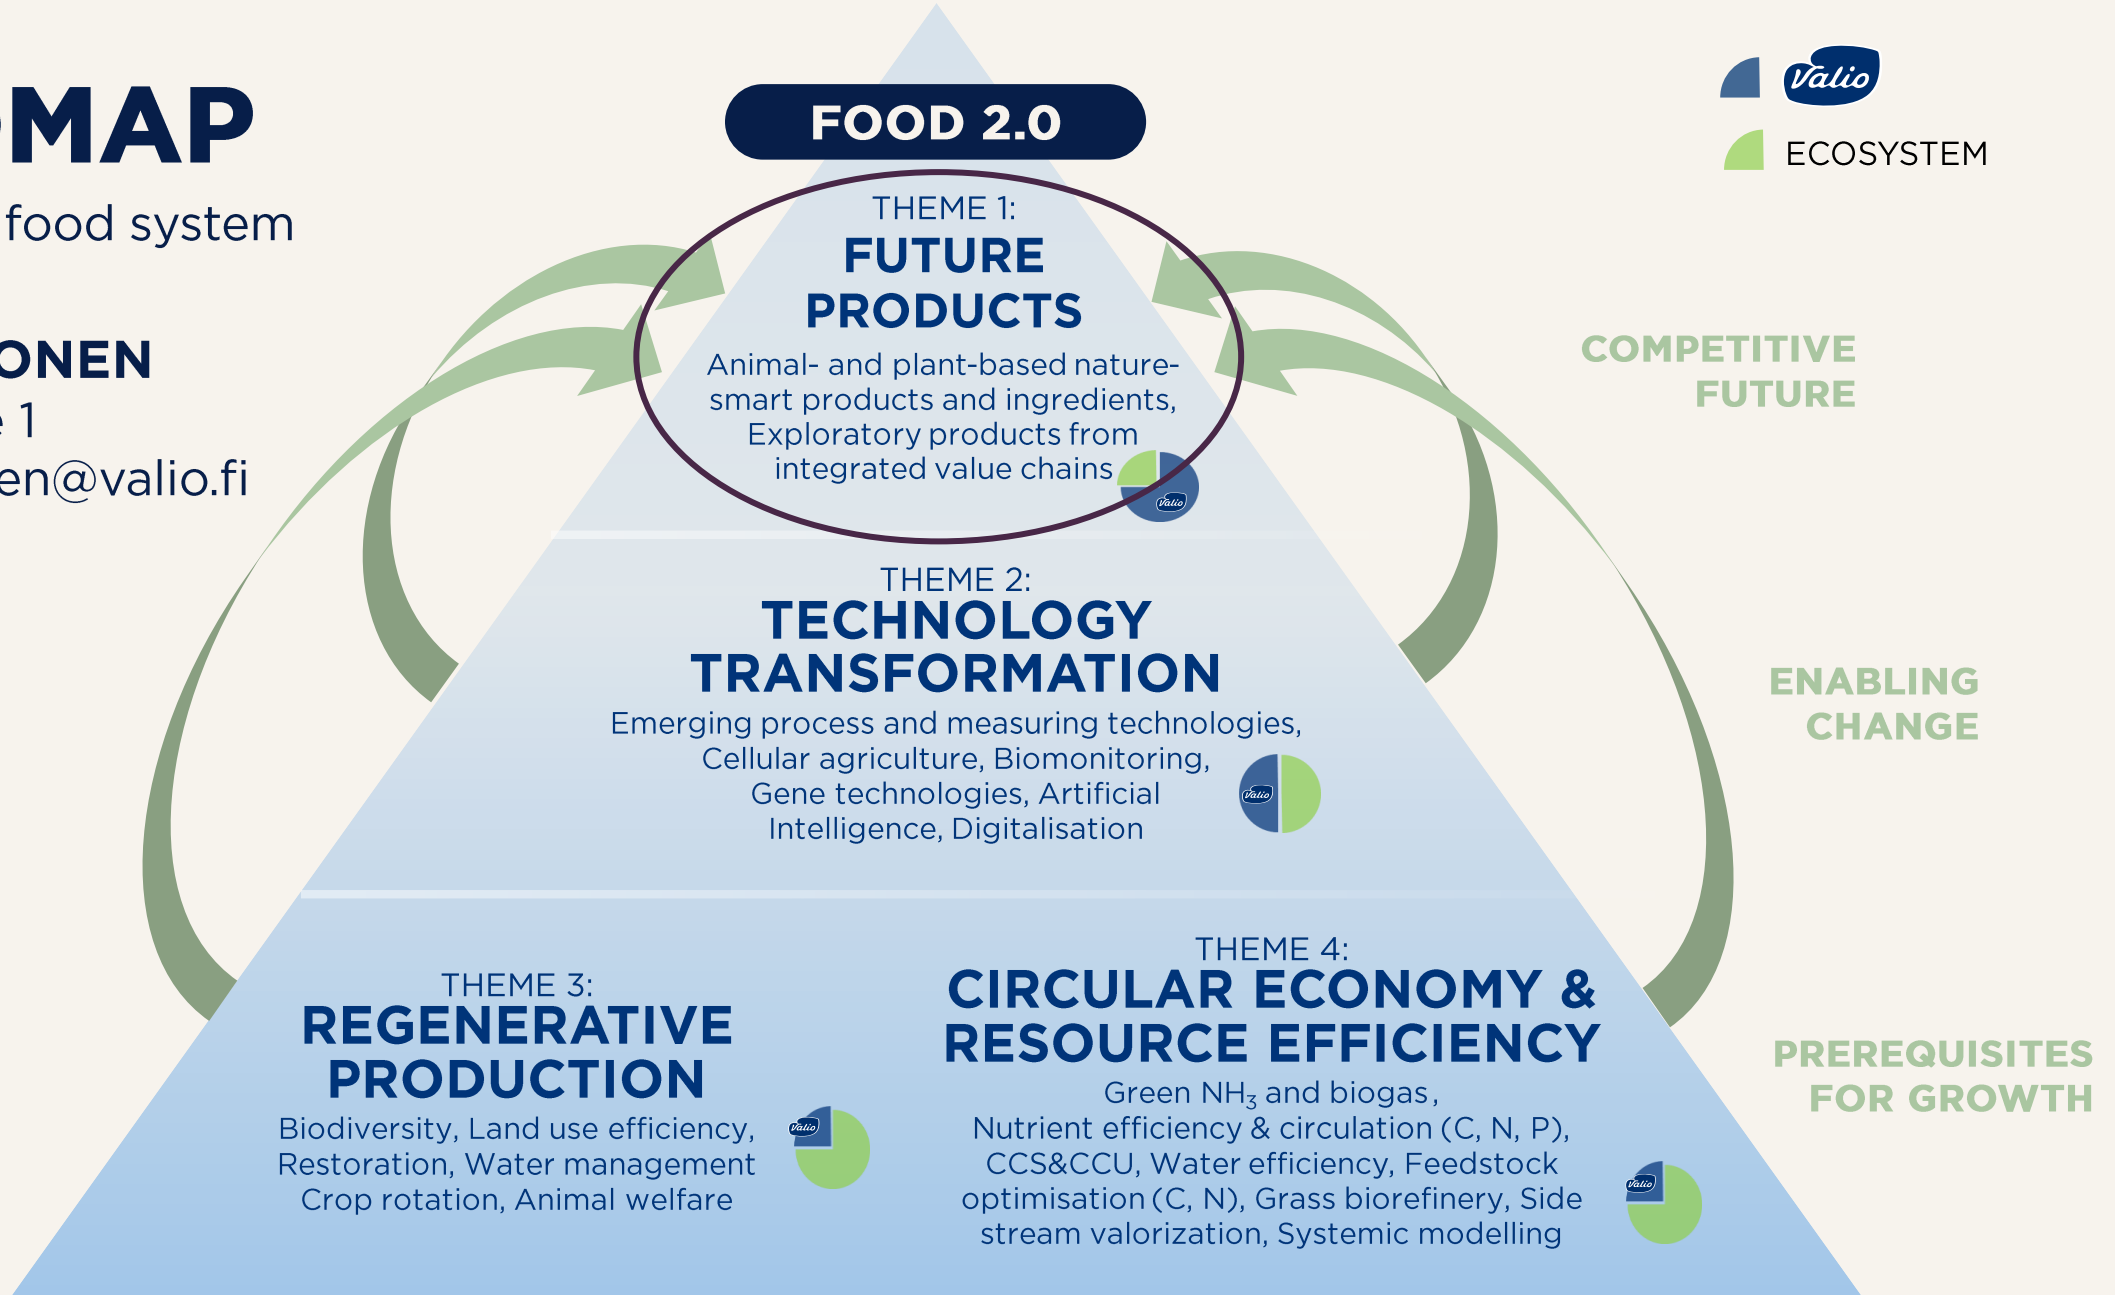 MAP
food system
ONEN
1
en@valio.fi
FOOD 2.0
Valio
ECOSYSTEM
THEME 1:
FUTURE
PRODUCTS
Animal- and plant-based nature-
smart products and ingredients,
Exploratory products from
integrated value chains
Valio
COMPETITIVE
FUTURE
THEME 2:
TECHNOLOGY
TRANSFORMATION
Emerging process and measuring technologies,
Cellular agriculture, Biomonitoring,
Gene technologies, Artificial
Intelligence, Digitalisation
Valio
ENABLING
CHANGE
THEME 3:
REGENERATIVE
PRODUCTION
Biodiversity, Land use efficiency,
Restoration, Water management
Crop rotation, Animal welfare
Valio
THEME 4:
CIRCULAR ECONOMY &
RESOURCE EFFICIENCY
Green NH₃ and biogas,
Nutrient efficiency & circulation (C, N, P),
CCS&CCU, Water efficiency, Feedstock
optimisation (C, N), Grass biorefinery, Side
stream valorization, Systemic modelling
Valio
PREREQUISITES
FOR GROWTH